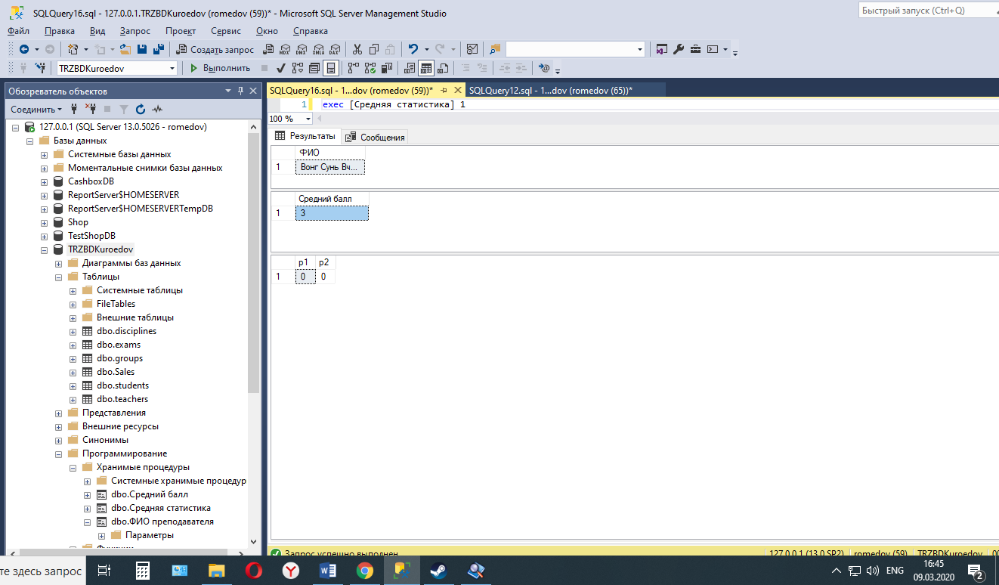 SQLQuery16.sql - 127.0.0.1.TRZBDKuroedov (romedov (59))* - Microsoft SQL Server Management Studio
Быстрый запуск (Ctrl+Q)
Файл Правка Вид Запрос Проект Сервис Окно Справка
Создать запрос
MDX DMX XMLA DAX
TRZBDKuroedov Выполнить
Обозреватель объектов
SQLQuery16.sql - 1...dov (romedov (59))* SQLQuery12.sql - 1...dov (romedov (65))*
Соединить
1 exec [Средняя статистика] 1
100 %
127.0.0.1 (SQL Server 13.0.5026 - romedov)
Базы данных
Системные базы данных
Моментальные снимки базы данных
CashboxDB
ReportServer$HOMESERVER
ReportServer$HOMESERVERTempDB
Shop
TestShopDB
TRZBDKuroedov
Диаграммы баз данных
Таблицы
Системные таблицы
FileTables
Внешние таблицы
dbo.disciplines
dbo.exams
dbo.groups
dbo.Sales
dbo.students
dbo.teachers
Представления
Внешние ресурсы
Синонимы
Программирование
Хранимые процедуры
Системные хранимые процедур
dbo.Средний балл
dbo.Средняя статистика
dbo.ФИО преподавателя
Параметры
Результаты Сообщения
ФИО
1 Вонг Сунь Вч...
Средний балл
1 3
p1 p2
1 0 0
Запрос успешно выполнен.
127.0.0.1 (13.0 SP2) romedov (59) TRZBDKuroedov
те здесь запрос
ENG
16:45
09.03.2020
2